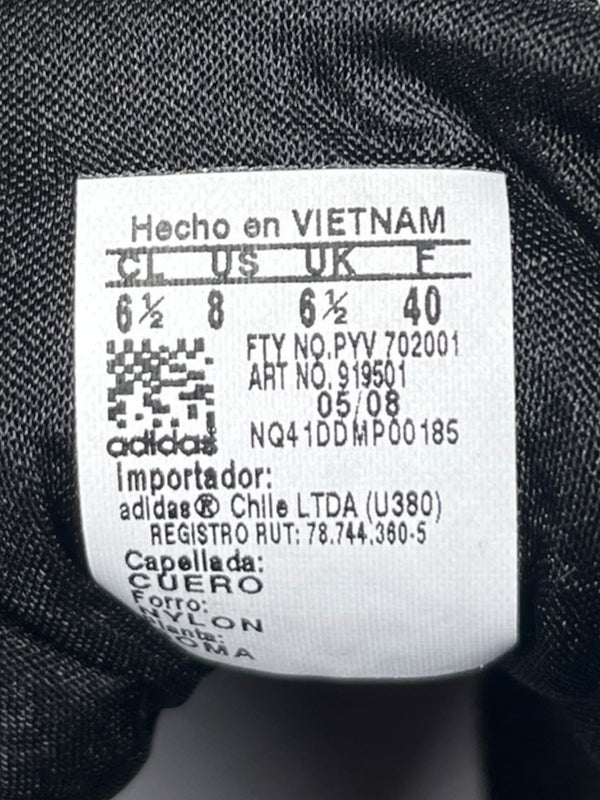 Hecho en VIETNAM
CL US UK F
6½ 8 6½ 40
FTY NO.PYV 702001
ART NO. 919501
05/08
adidas NQ41DDMP00185
Importador:
adidas® Chile LTDA (U380)
REGISTRO RUT: 78.744.360-5
Capellada:
CUERO
Forro:
NYLON
Planta: